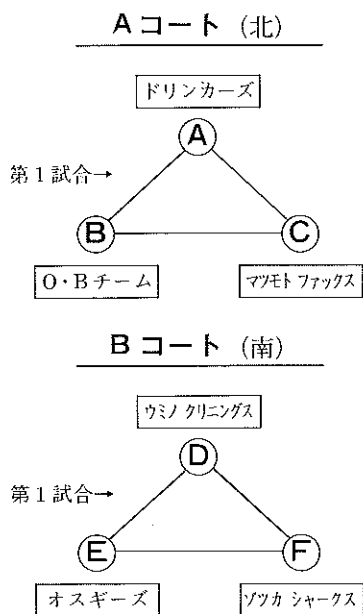 Aコート (北)
ドリンカーズ
A
第1試合→
B
C
O・Bチーム
マツモト ファックス
Bコート (南)
ウミノ クリニングス
D
第1試合→
E
F
オスギーズ
ゾツカ シャークス